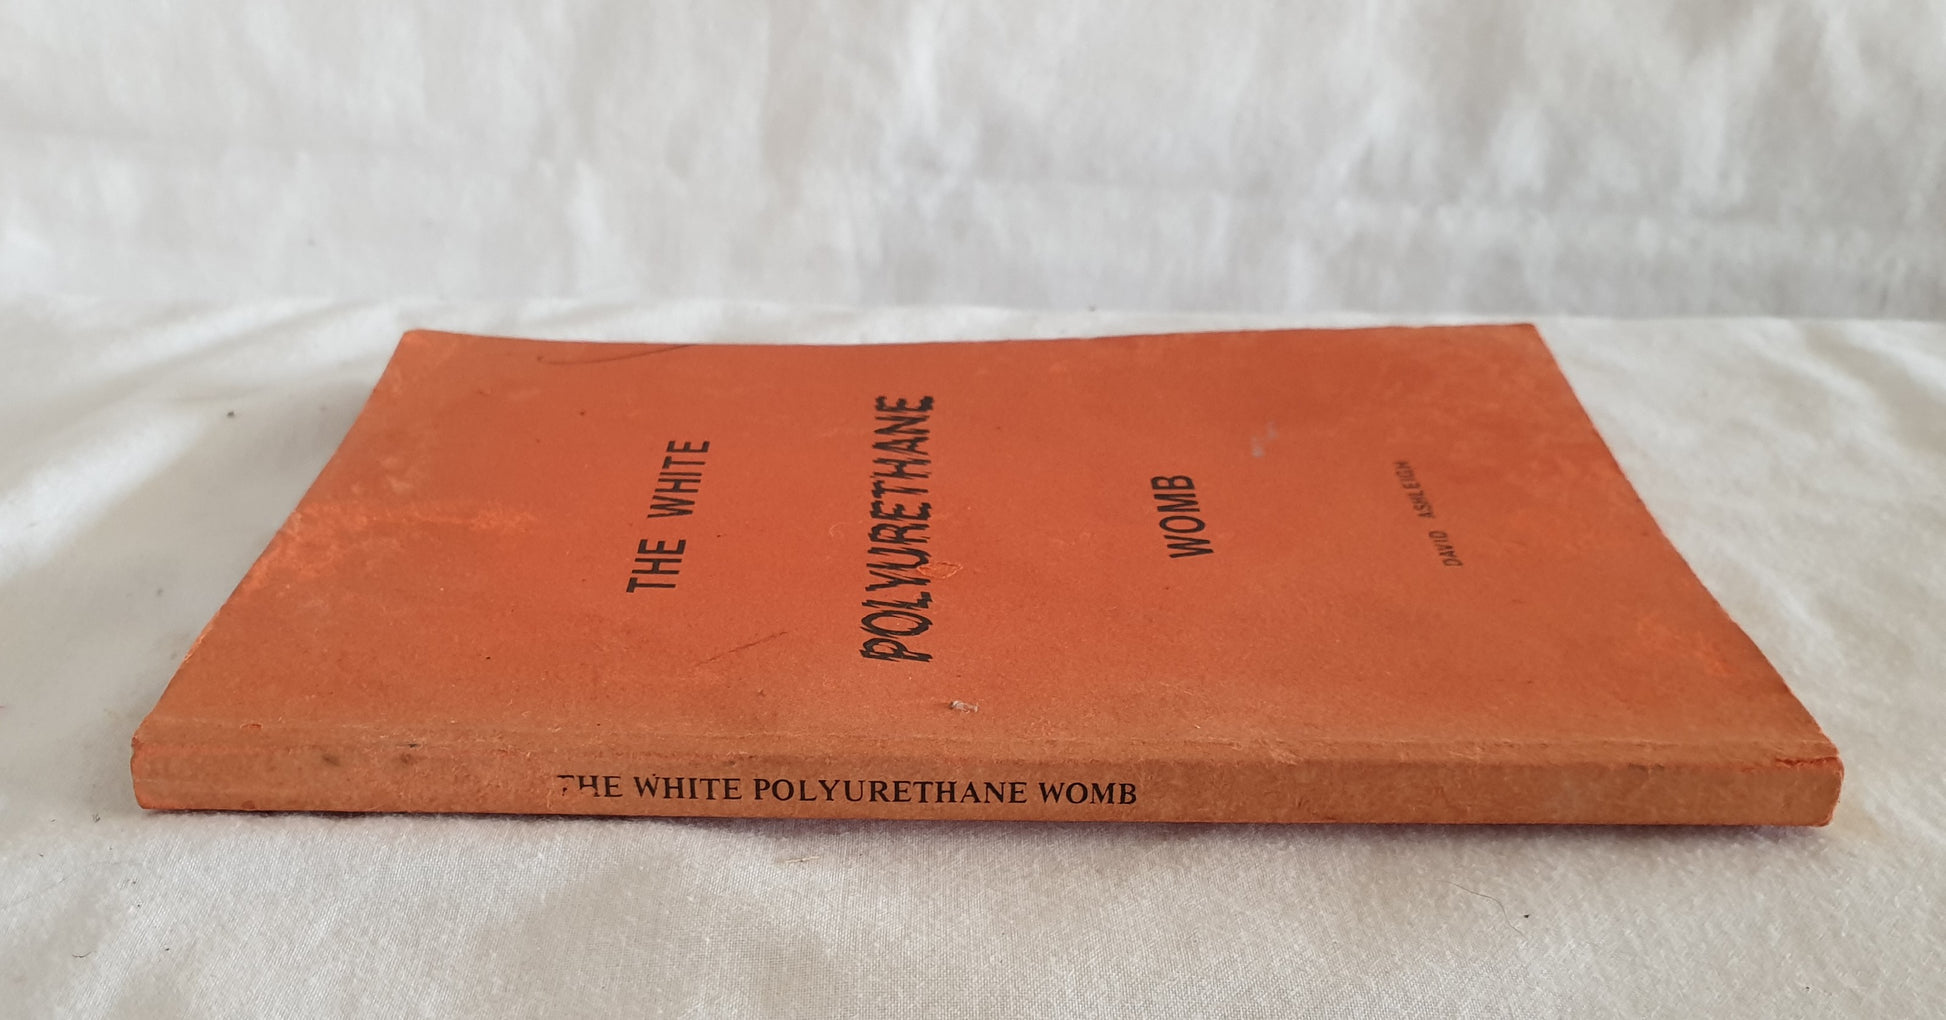 THE WHITE
POLYURETHANE
WOMB
DAVID ASHLEIGH
THE WHITE POLYURETHANE WOMB